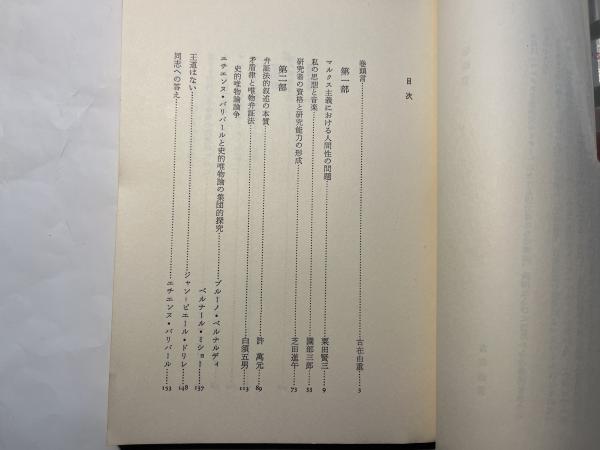 目次
巻頭言……古在由重……3
第一部
マルクス主義における人間性の問題……粟田賢三……9
私の思想と音楽……園部三郎……55
研究者の資格と研究能力の形成……芝田進午……73
第二部
弁証法的叙述の本質……許萬元……89
矛盾律と唯物弁証法……白須五男……113
史的唯物論論争
エチエンヌ・バリバールと史的唯物論の集団的探究……ブルーノ・ベルナルディ
ベルナール・ミショー……137
王道はない……ジャン=ピエール・ドリレ……148
同志への答え……エチエンヌ・バリバール……153